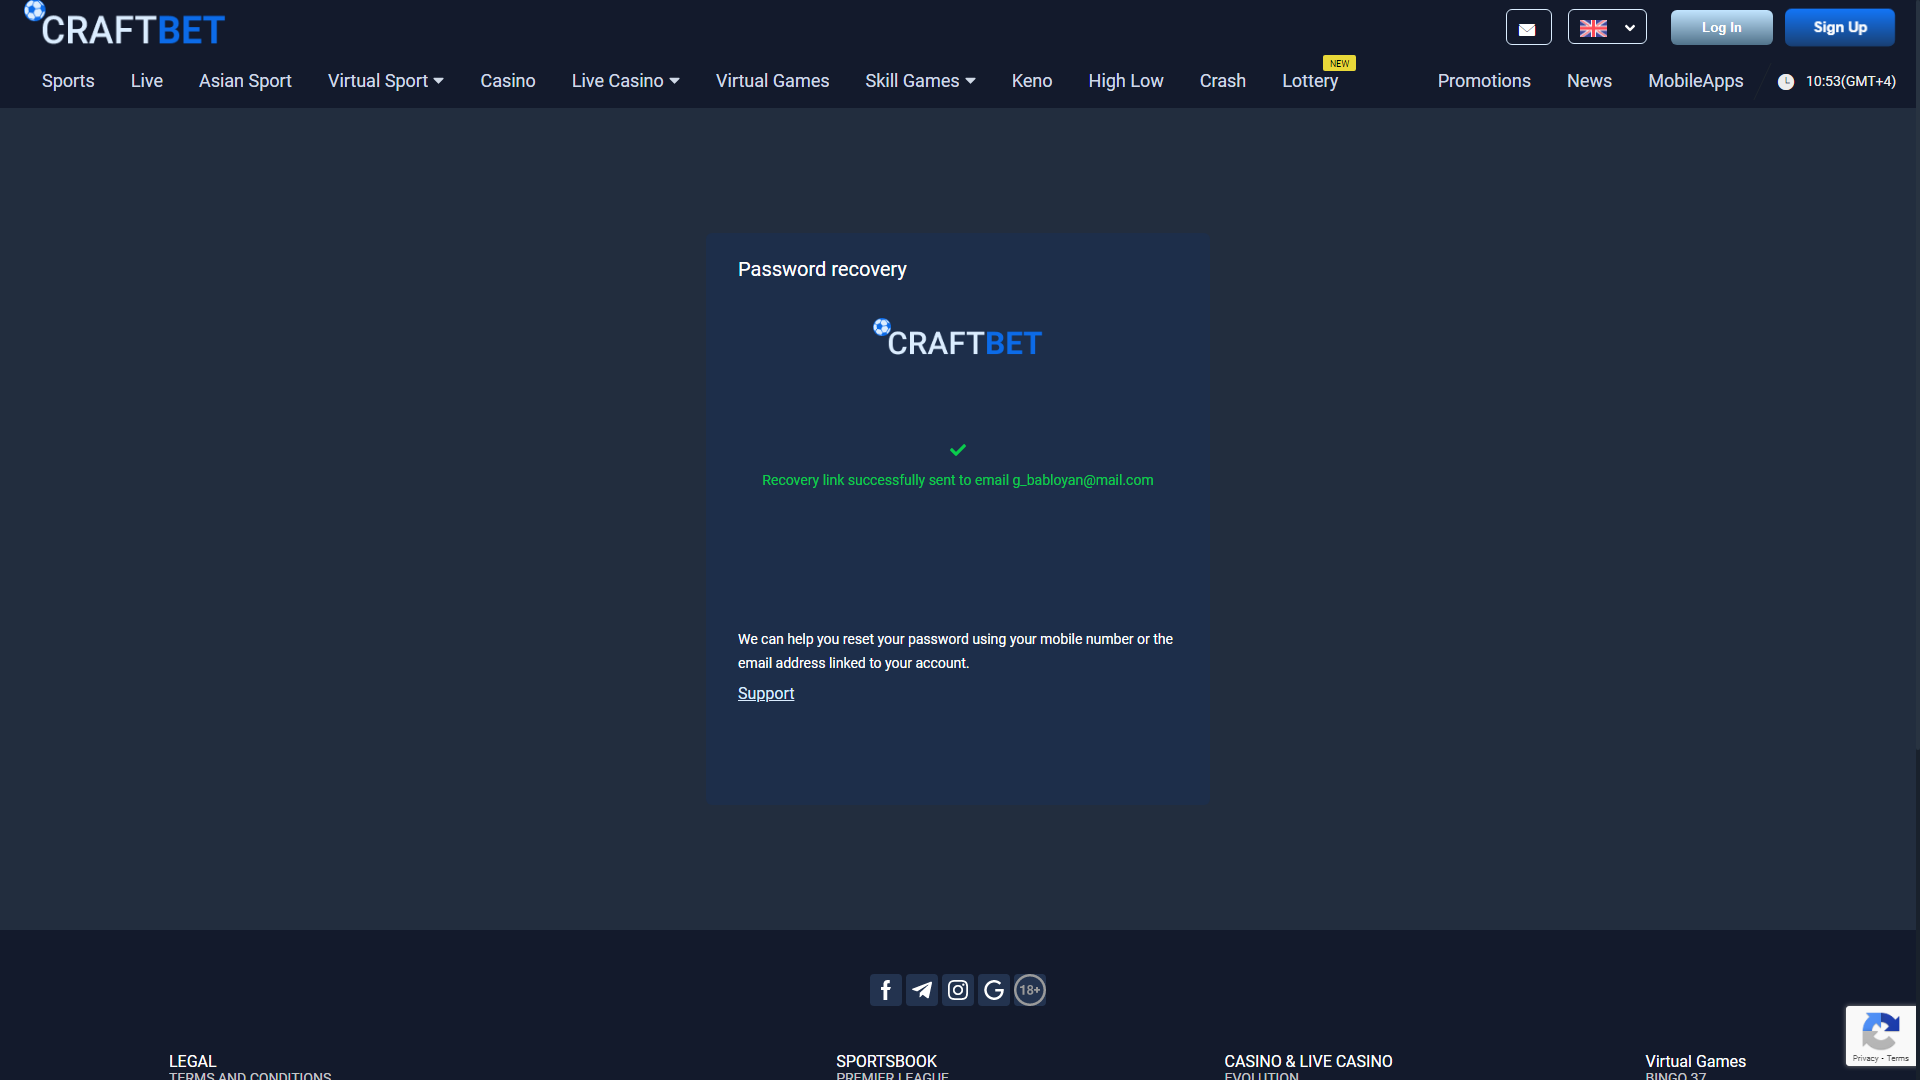 CRAFTBET
Log In
Sign Up
NEW
Sports
Live
Asian Sport
Virtual Sport
Casino
Live Casino
Virtual Games
Skill Games
Keno
High Low
Crash
Lottery
Promotions
News
MobileApps
10:53(GMT+4)
Password recovery
CRAFTBET
Recovery link successfully sent to email g_babloyan@mail.com
We can help you reset your password using your mobile number or the
email address linked to your account.
Support
18+
Privacy - Terms
LEGAL
SPORTSBOOK
CASINO & LIVE CASINO
Virtual Games
TERMS AND CONDITIONS
PREMIER LEAGUE
EVOLUTION
BINGO 37